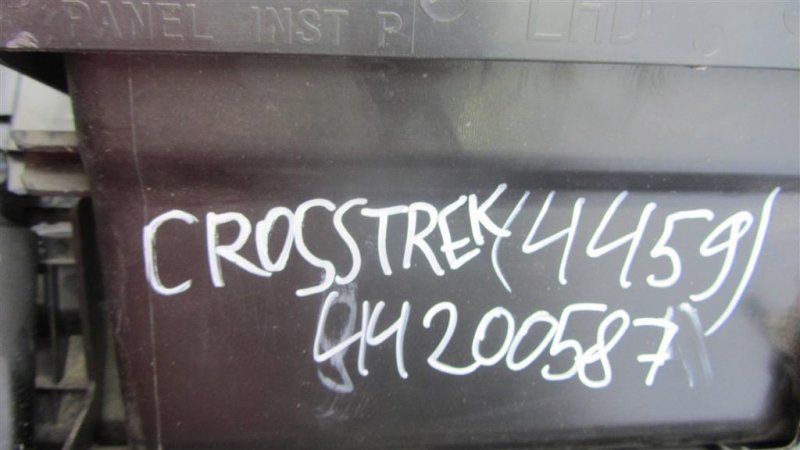 PANEL INST P LHD
CROSSTREK (4459)
44200587